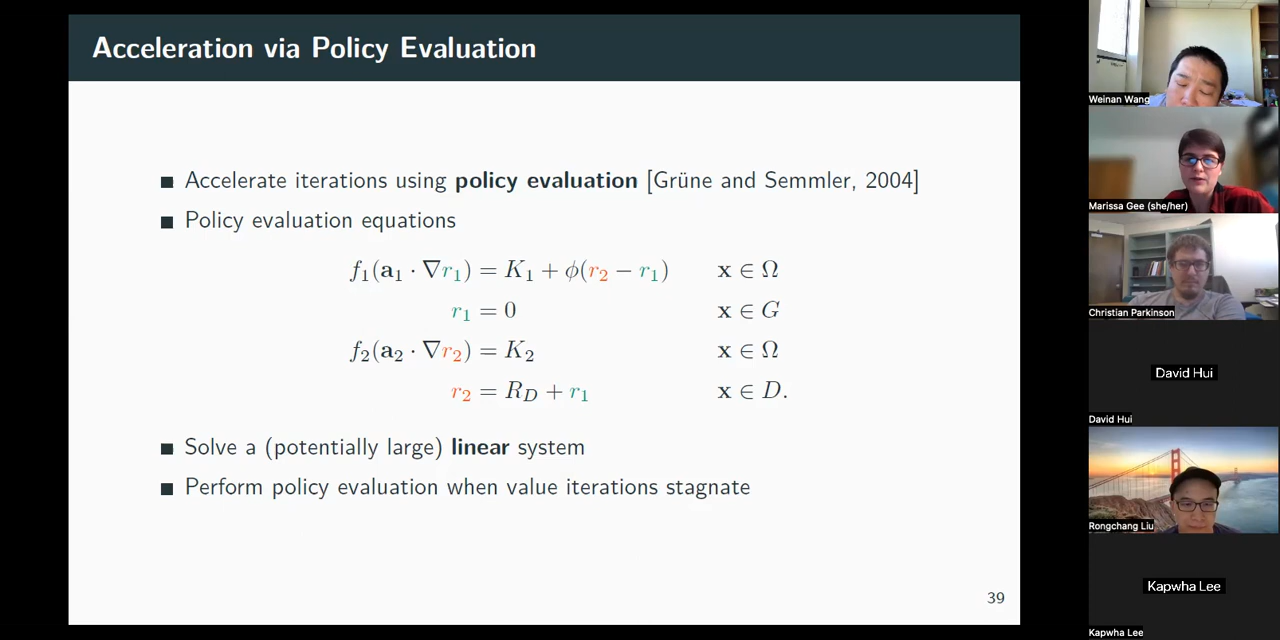 Acceleration via Policy Evaluation
■ Accelerate iterations using policy evaluation [Grüne and Semmler, 2004]
■ Policy evaluation equations
f₁(a₁ · ∇r₁) = K₁ + ϕ(r₂ − r₁) x ∈ Ω
r₁ = 0 x ∈ G
f₂(a₂ · ∇r₂) = K₂ x ∈ Ω
r₂ = R_D + r₁ x ∈ D.
■ Solve a (potentially large) linear system
■ Perform policy evaluation when value iterations stagnate
39
Weinan Wang
Marissa Gee (she/her)
Christian Parkinson
David Hui
David Hui
Rongchang Liu
Kapwha Lee
Kapwha Lee